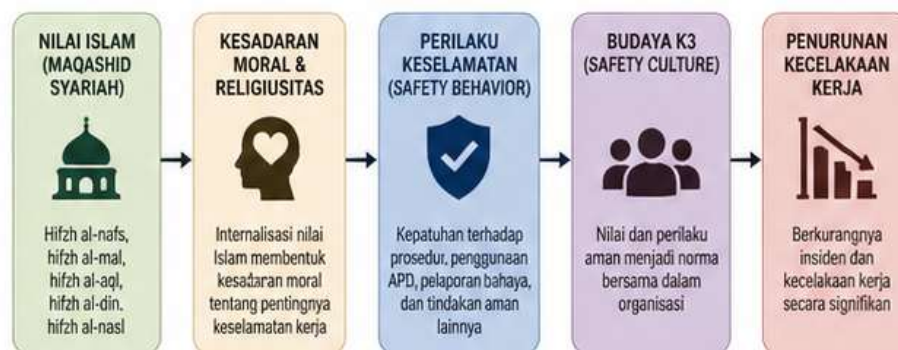 NILAI ISLAM
(MAQASHID
SYARIAH)
Hifzh al-nafs,
hifzh al-mal,
hifzh al-aql,
hifzh al-din.
hifzh al-nasl
KESADARAN
MORAL &
RELIGIUSITAS
Internalisasi nilai
Islam membentuk
kesadaran moral
tentang pentingnya
keselamatan kerja
PERILAKU
KESELAMATAN
(SAFETY BEHAVIOR)
Kepatuhan terhadap
prosedur, penggunaan
APD, pelaporan bahaya,
dan tindakan aman
lainnya
BUDAYA K3
(SAFETY CULTURE)
Nilai dan perilaku
aman menjadi norma
bersama dalam
organisasi
PENURUNAN
KECELAKAAN
KERJA
Berkurangnya
insiden dan
kecelakaan kerja
secara signifikan